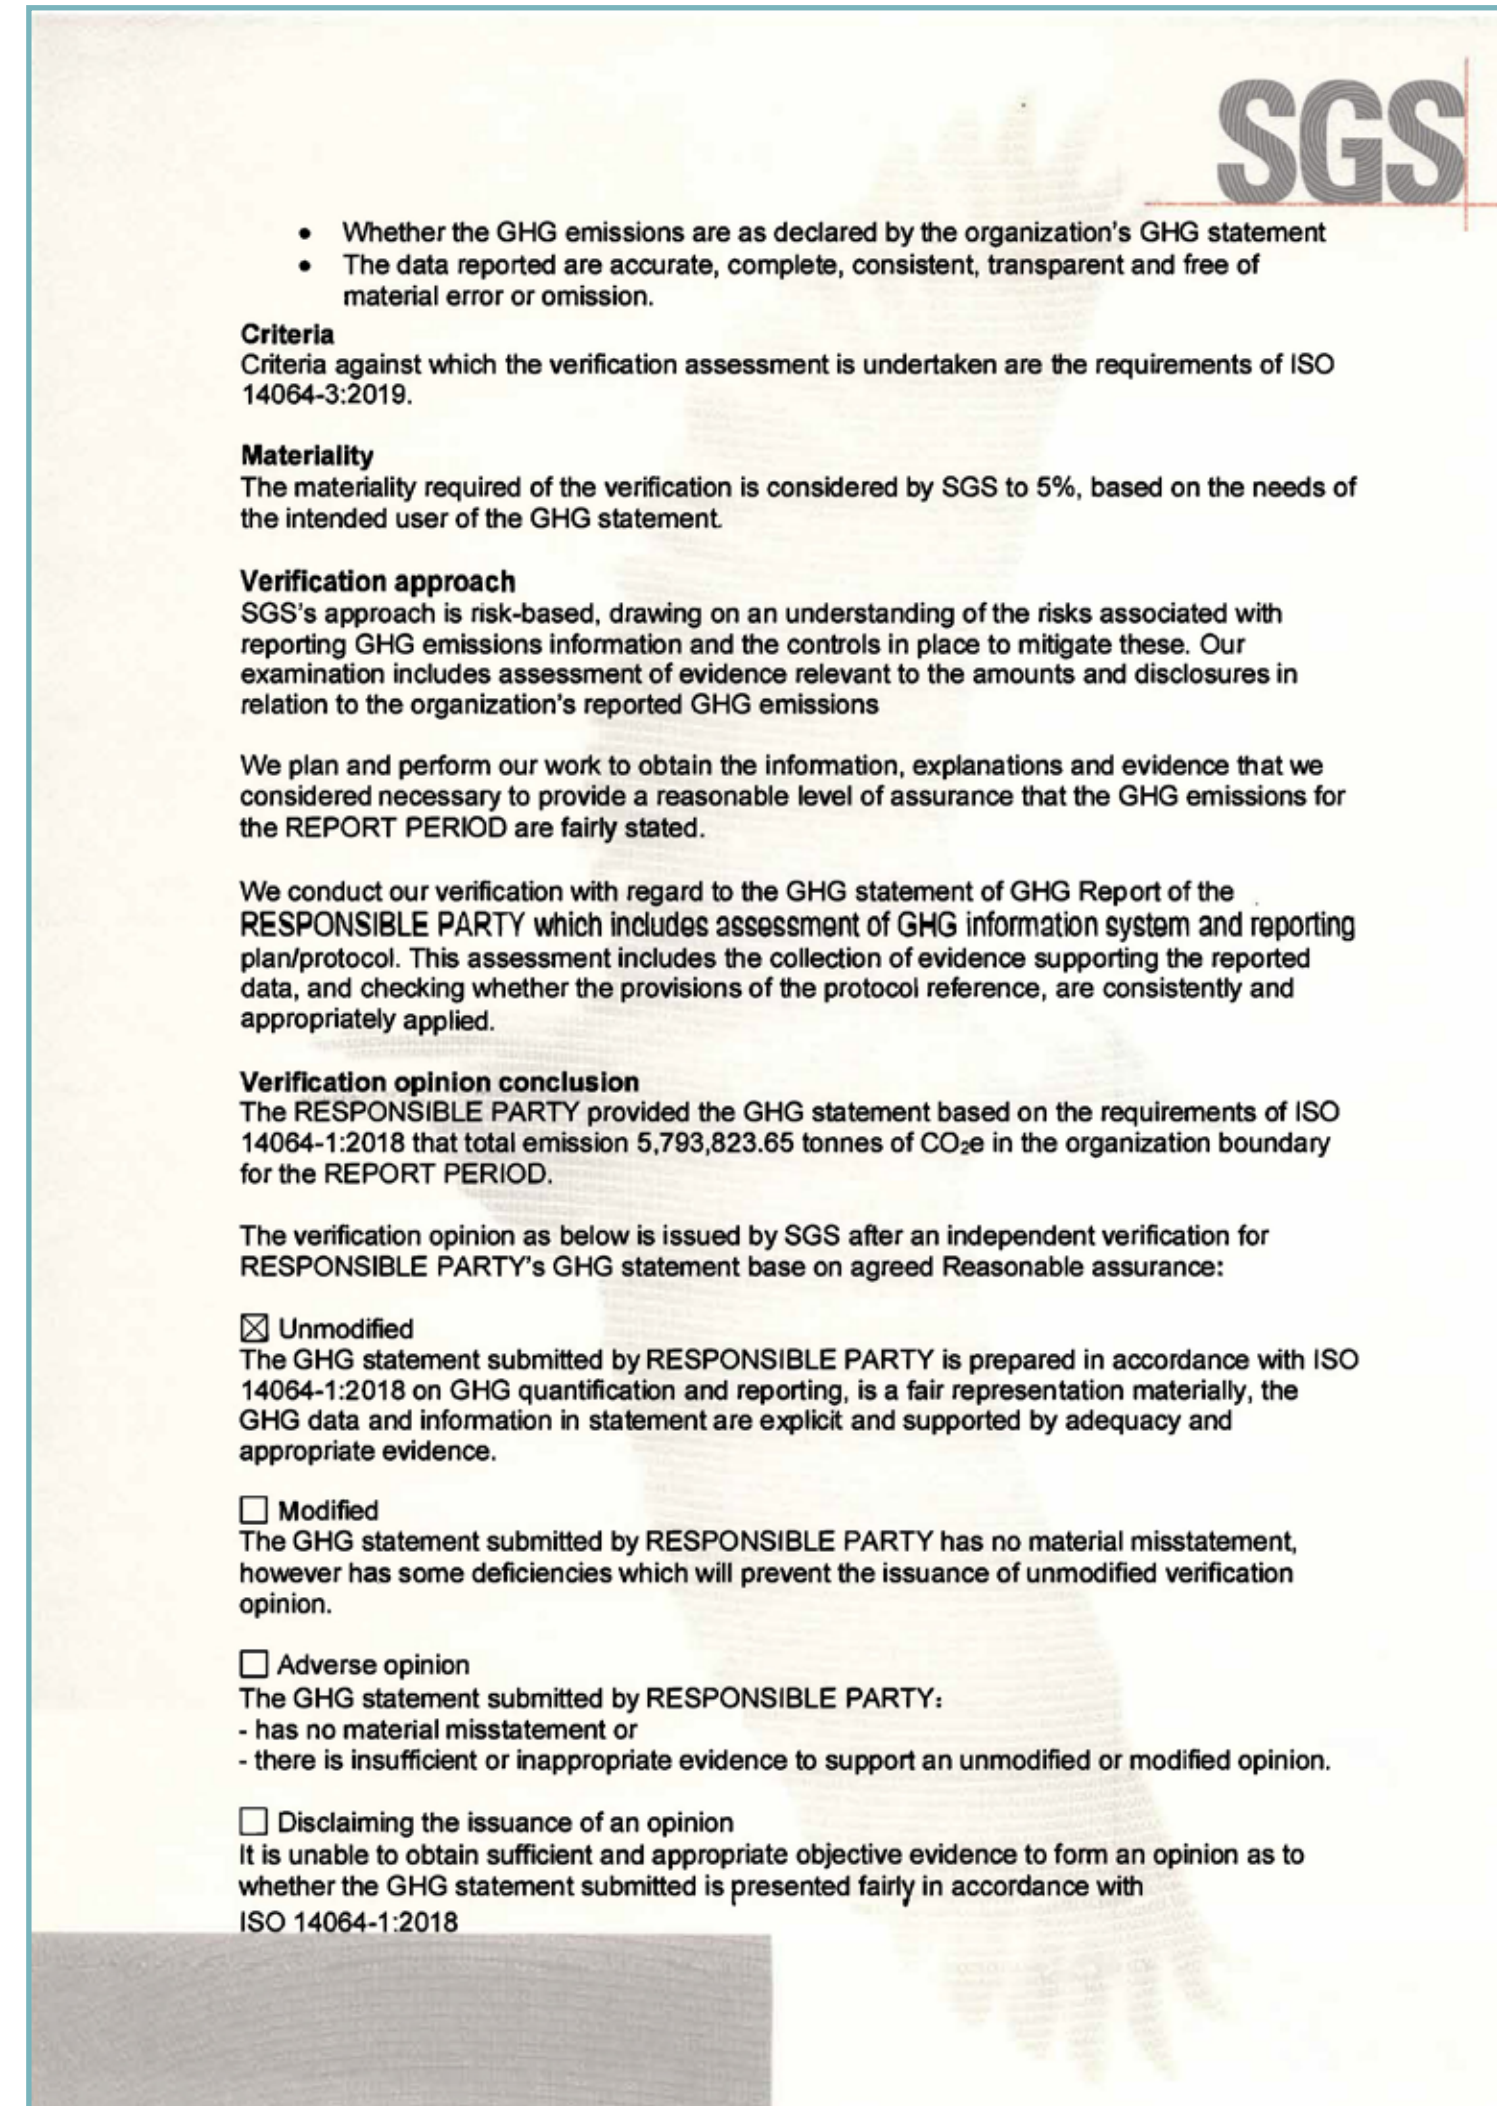 SGS
• Whether the GHG emissions are as declared by the organization's GHG statement
• The data reported are accurate, complete, consistent, transparent and free of
material error or omission.
Criteria
Criteria against which the verification assessment is undertaken are the requirements of ISO
14064-3:2019.
Materiality
The materiality required of the verification is considered by SGS to 5%, based on the needs of
the intended user of the GHG statement.
Verification approach
SGS's approach is risk-based, drawing on an understanding of the risks associated with
reporting GHG emissions information and the controls in place to mitigate these. Our
examination includes assessment of evidence relevant to the amounts and disclosures in
relation to the organization's reported GHG emissions
We plan and perform our work to obtain the information, explanations and evidence that we
considered necessary to provide a reasonable level of assurance that the GHG emissions for
the REPORT PERIOD are fairly stated.
We conduct our verification with regard to the GHG statement of GHG Report of the
RESPONSIBLE PARTY which includes assessment of GHG information system and reporting
plan/protocol. This assessment includes the collection of evidence supporting the reported
data, and checking whether the provisions of the protocol reference, are consistently and
appropriately applied.
Verification opinion conclusion
The RESPONSIBLE PARTY provided the GHG statement based on the requirements of ISO
14064-1:2018 that total emission 5,793,823.65 tonnes of CO₂e in the organization boundary
for the REPORT PERIOD.
The verification opinion as below is issued by SGS after an independent verification for
RESPONSIBLE PARTY's GHG statement base on agreed Reasonable assurance:
☒ Unmodified
The GHG statement submitted by RESPONSIBLE PARTY is prepared in accordance with ISO
14064-1:2018 on GHG quantification and reporting, is a fair representation materially, the
GHG data and information in statement are explicit and supported by adequacy and
appropriate evidence.
☐ Modified
The GHG statement submitted by RESPONSIBLE PARTY has no material misstatement,
however has some deficiencies which will prevent the issuance of unmodified verification
opinion.
☐ Adverse opinion
The GHG statement submitted by RESPONSIBLE PARTY:
- has no material misstatement or
- there is insufficient or inappropriate evidence to support an unmodified or modified opinion.
☐ Disclaiming the issuance of an opinion
It is unable to obtain sufficient and appropriate objective evidence to form an opinion as to
whether the GHG statement submitted is presented fairly in accordance with
ISO 14064-1:2018